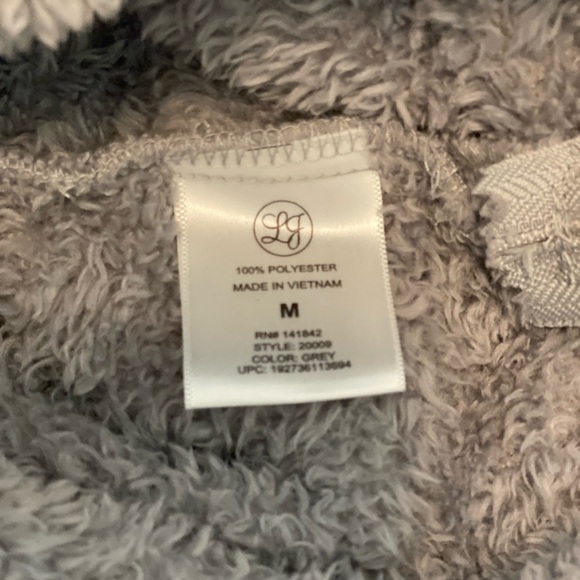 LJ
100% POLYESTER
MADE IN VIETNAM
M
RN# 141842
STYLE: 20009
COLOR: GREY
UPC: 192736113694